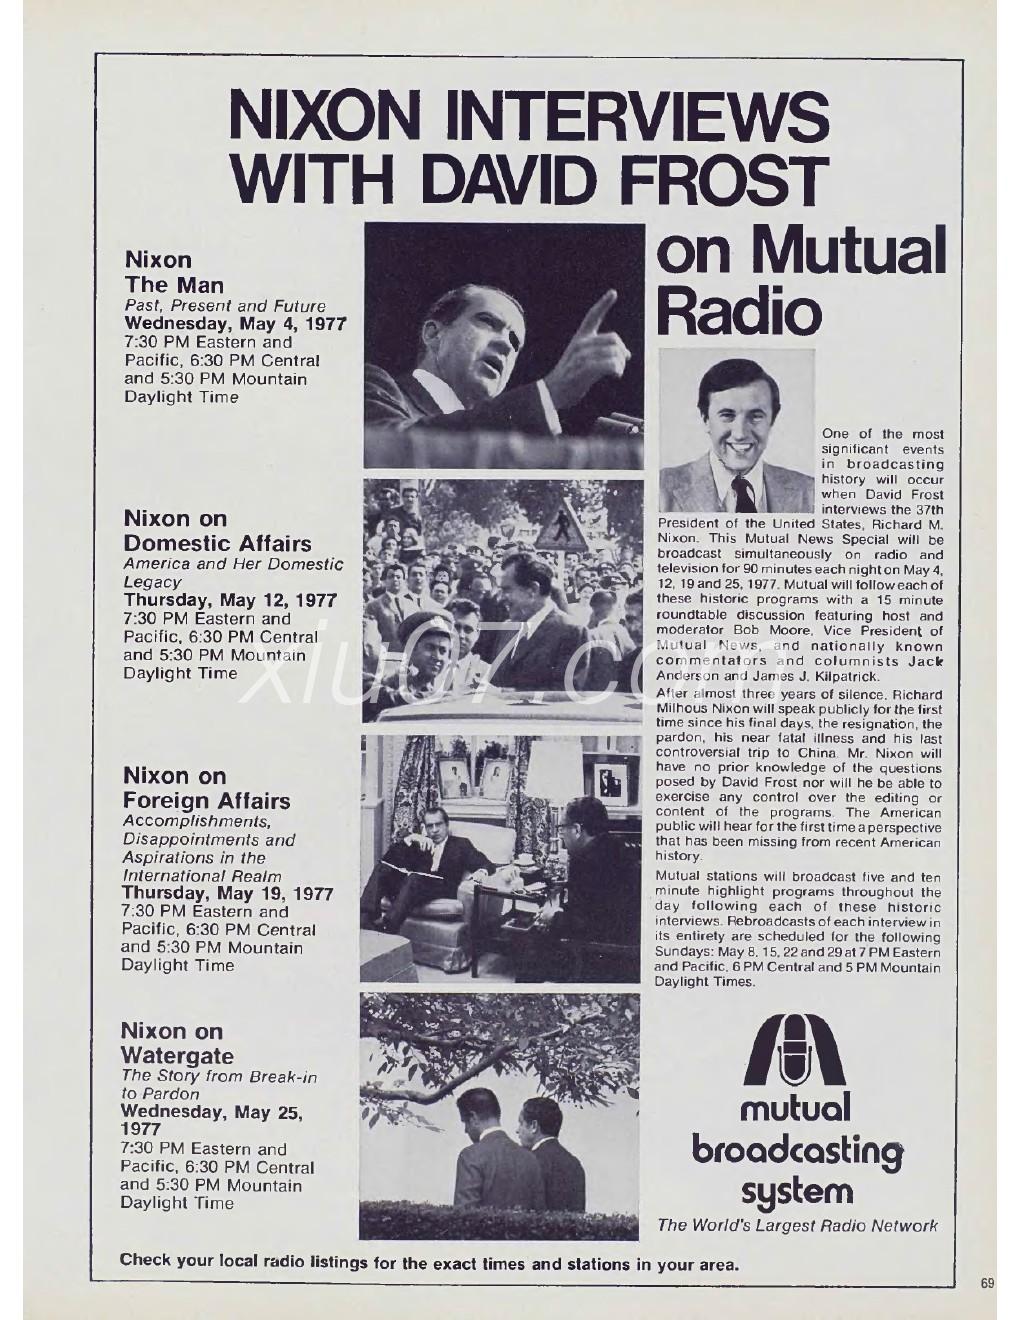 NIXON INTERVIEWS
WITH DAVID FROST
on Mutual
Radio
Nixon
The Man
Past, Present and Future
Wednesday, May 4, 1977
7:30 PM Eastern and
Pacific, 6:30 PM Central
and 5:30 PM Mountain
Daylight Time
Nixon on
Domestic Affairs
America and Her Domestic
Legacy
Thursday, May 12, 1977
7:30 PM Eastern and
Pacific, 6:30 PM Central
and 5:30 PM Mountain
Daylight Time
Nixon on
Foreign Affairs
Accomplishments,
Disappointments and
Aspirations in the
International Realm
Thursday, May 19, 1977
7:30 PM Eastern and
Pacific, 6:30 PM Central
and 5:30 PM Mountain
Daylight Time
Nixon on
Watergate
The Story from Break-in
to Pardon
Wednesday, May 25,
1977
7:30 PM Eastern and
Pacific, 6:30 PM Central
and 5:30 PM Mountain
Daylight Time
One of the most
significant events
in broadcasting
history will occur
when David Frost
interviews the 37th
President of the United States, Richard M.
Nixon. This Mutual News Special will be
broadcast simultaneously on radio and
television for 90 minutes each night on May 4,
12, 19 and 25, 1977. Mutual will follow each of
these historic programs with a 15 minute
roundtable discussion featuring host and
moderator Bob Moore, Vice President of
Mutual News, and nationally known
commentators and columnists Jack
Anderson and James J. Kilpatrick.
After almost three years of silence, Richard
Milhous Nixon will speak publicly for the first
time since his final days, the resignation, the
pardon, his near fatal illness and his last
controversial trip to China. Mr. Nixon will
have no prior knowledge of the questions
posed by David Frost nor will he be able to
exercise any control over the editing or
content of the programs. The American
public will hear for the first time a perspective
that has been missing from recent American
history.
Mutual stations will broadcast five and ten
minute highlight programs throughout the
day following each of these historic
interviews. Rebroadcasts of each interview in
its entirety are scheduled for the following
Sundays: May 8, 15, 22 and 29 at 7 PM Eastern
and Pacific, 6 PM Central and 5 PM Mountain
Daylight Times.
mutual
broadcasting
system
The World's Largest Radio Network
Check your local radio listings for the exact times and stations in your area.
69
xiu07.com